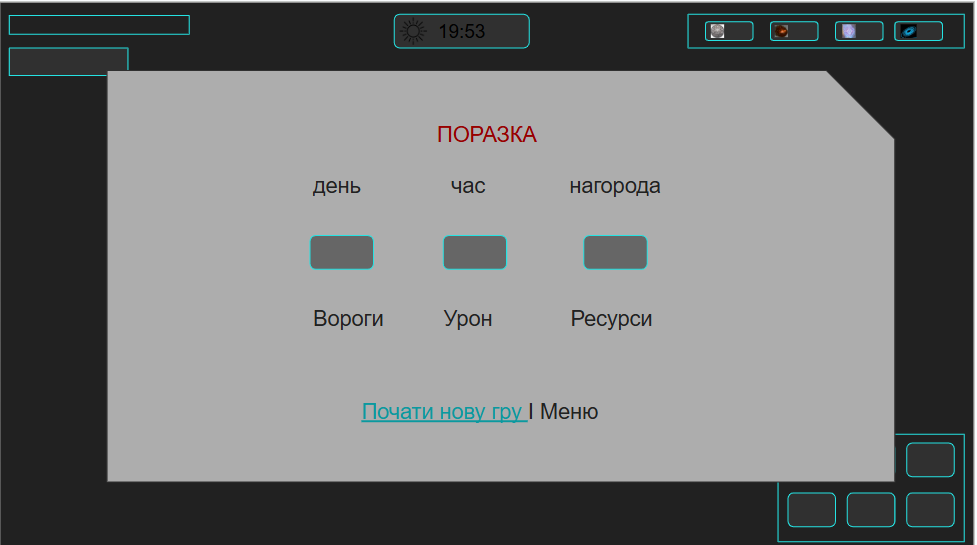 19:53
ПОРАЗКА
день час нагорода
Вороги Урон Ресурси
Почати нову гру I Меню